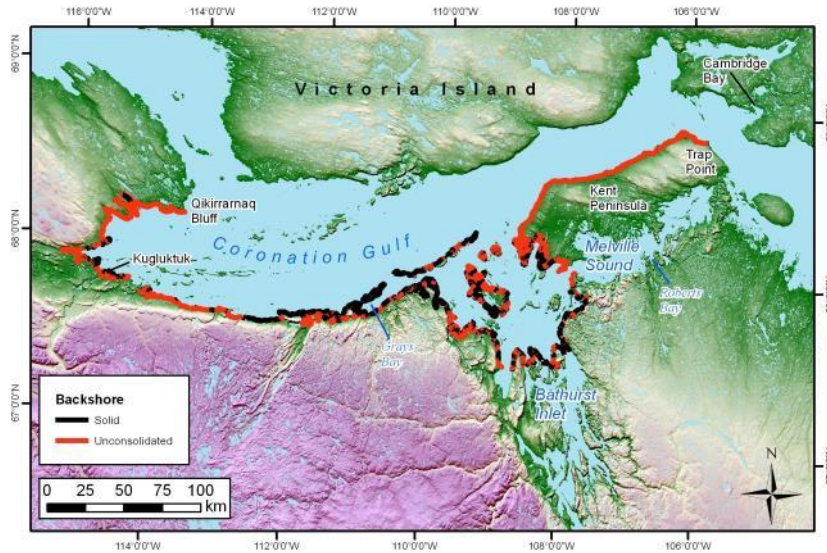 116°0'0"W 114°0'0"W 112°0'0"W 110°0'0"W 108°0'0"W 106°0'0"W
69°0'0"N
Cambridge
Bay
Victoria Island
Trap
Point
Qikirrarnaq
Bluff
Kent
Peninsula
68°0'0"N
Coronation Gulf
Melville
Sound
Kugluktuk
Roberts
Bay
Grays
Bay
Bathurst
Inlet
67°0'0"N
Backshore
Solid
Unconsolidated
N
0 25 50 75 100
km
114°0'0"W 112°0'0"W 110°0'0"W 108°0'0"W 106°0'0"W